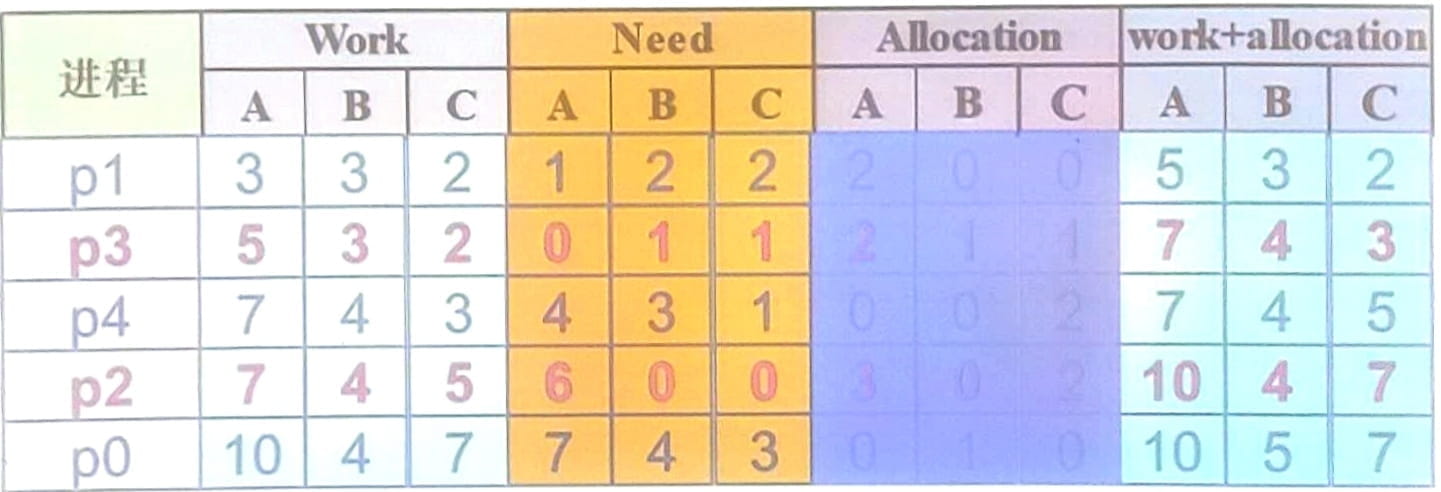 进程 Work Need Allocation work+allocation
A B C A B C A B C A B C
p1 3 3 2 1 2 2 2 0 0 5 3 2
p3 5 3 2 0 1 1 2 1 1 7 4 3
p4 7 4 3 4 3 1 0 0 2 7 4 5
p2 7 4 5 6 0 0 3 0 2 10 4 7
p0 10 4 7 7 4 3 0 1 0 10 5 7